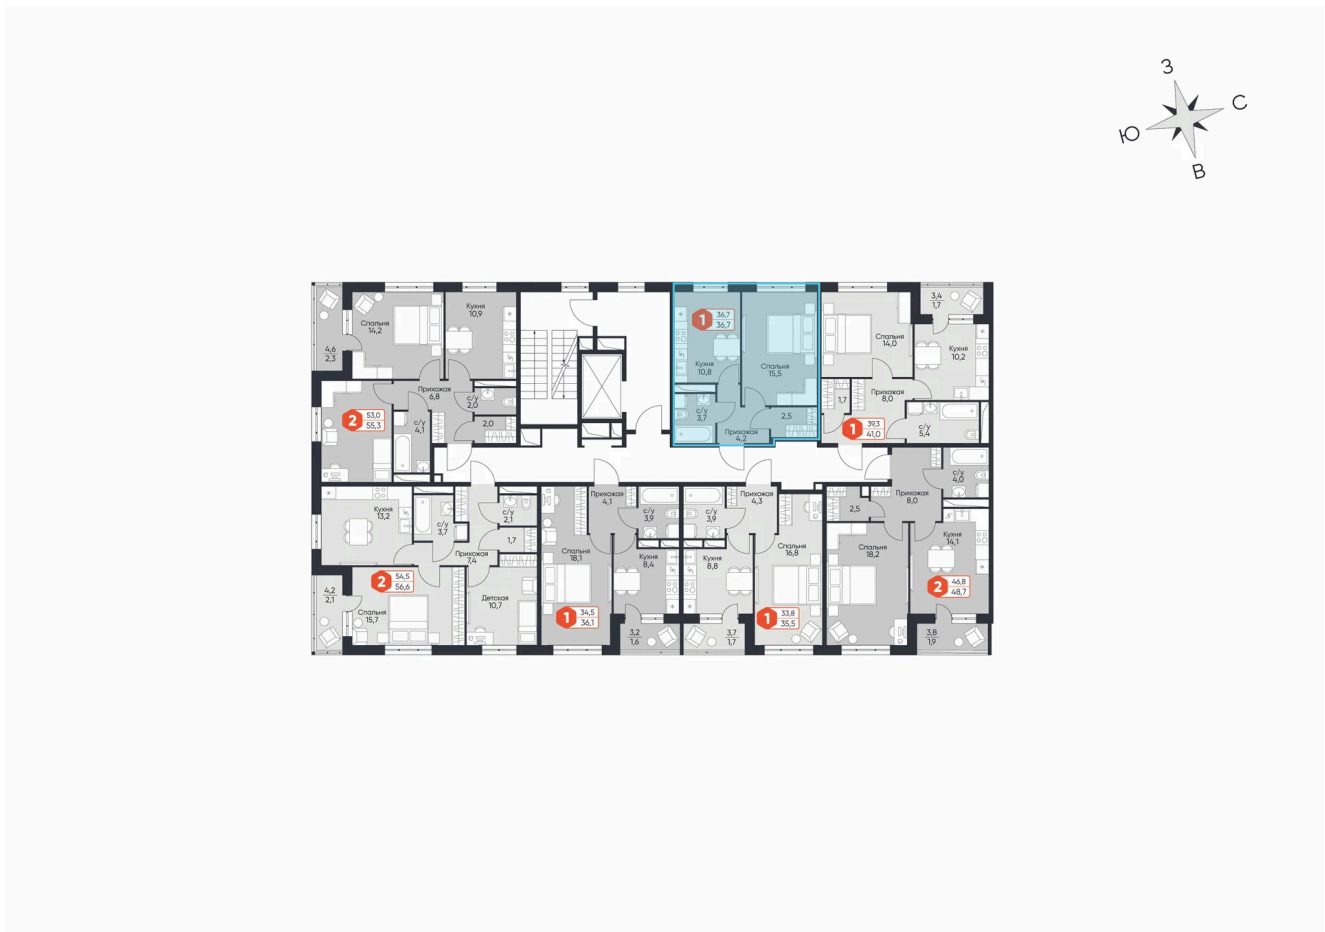 З
С
Ю
В
Спальня
14,2
4,6
2,3
Кухня
10,9
Прихожая
6,8
с/у
2,0
2,0
с/у
4,1
2
53,0
55,3
1
36,7
36,7
Кухня
10,8
Спальня
15,5
с/у
3,7
Прихожая
4,2
2,5
Спальня
14,0
3,4
1,7
Кухня
10,2
1,7
Прихожая
8,0
1
39,3
41,0
с/у
5,4
Кухня
13,2
с/у
3,7
с/у
2,1
1,7
Прихожая
7,4
2
54,5
56,6
4,2
2,1
Спальня
15,7
Детская
10,7
Прихожая
4,1
с/у
3,9
Спальня
18,1
Кухня
8,4
1
34,5
36,1
3,2
1,6
с/у
3,9
Прихожая
4,3
Кухня
8,8
Спальня
16,8
1
33,8
35,5
3,7
1,7
с/у
4,0
Прихожая
8,0
2,5
Спальня
18,2
Кухня
14,1
2
46,8
48,7
3,8
1,9